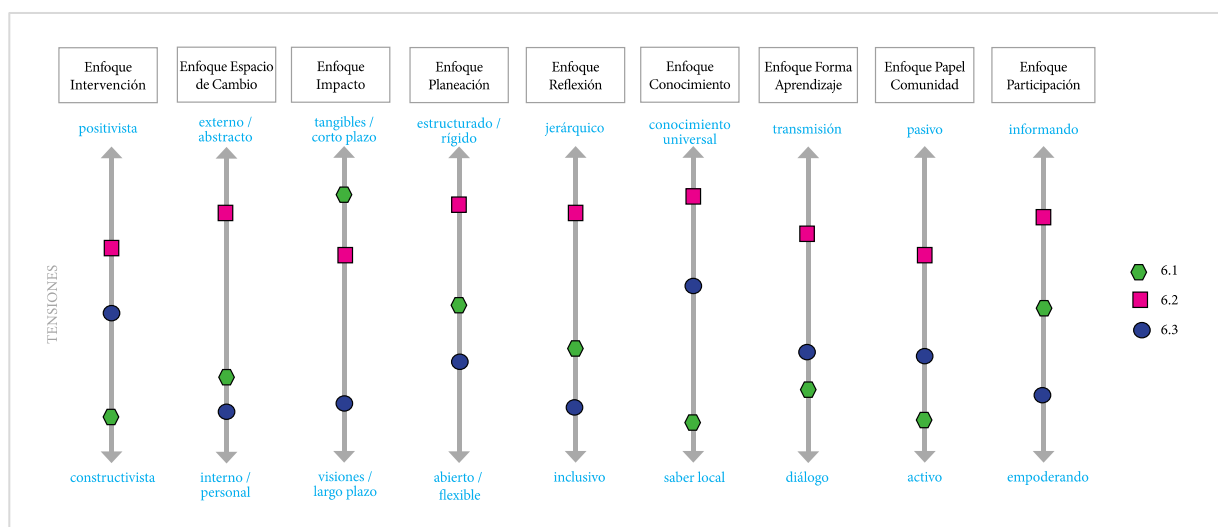 Enfoque
Intervención
Enfoque Espacio
de Cambio
Enfoque
Impacto
Enfoque
Planeación
Enfoque
Reflexión
Enfoque
Conocimiento
Enfoque Forma
Aprendizaje
Enfoque Papel
Comunidad
Enfoque
Participación
positivista
externo /
abstracto
tangibles /
corto plazo
estructurado /
rígido
jerárquico
conocimiento
universal
transmisión
pasivo
informando
TENSIONES
6.1
6.2
6.3
constructivista
interno /
personal
visiones /
largo plazo
abierto /
flexible
inclusivo
saber local
diálogo
activo
empoderando